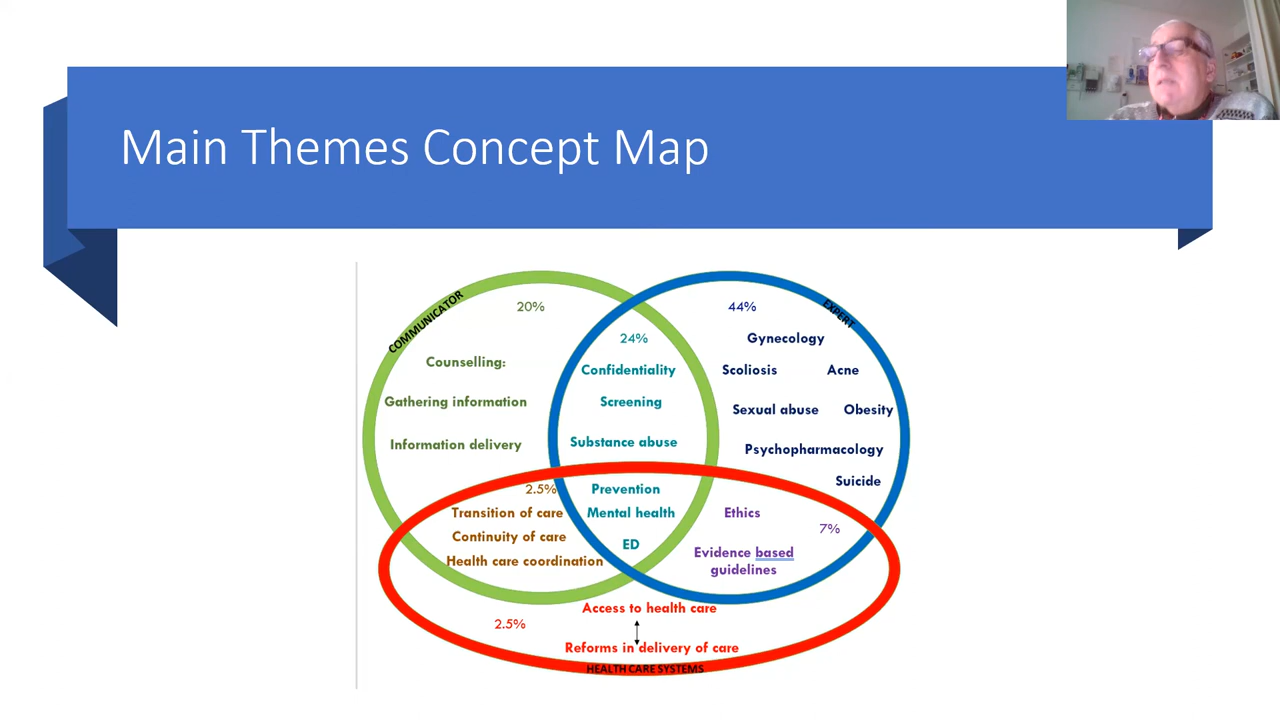 Main Themes Concept Map
COMMUNICATOR
20%
Counselling:
Gathering information
Information delivery
24%
Confidentiality
Screening
Substance abuse
44%
EXPERT
Gynecology
Scoliosis
Acne
Sexual abuse
Obesity
Psychopharmacology
Suicide
2.5%
Transition of care
Continuity of care
Health care coordination
Prevention
Mental health
ED
Ethics
7%
Evidence based
guidelines
Access to health care
2.5%
Reforms in delivery of care
HEALTH CARE SYSTEMS